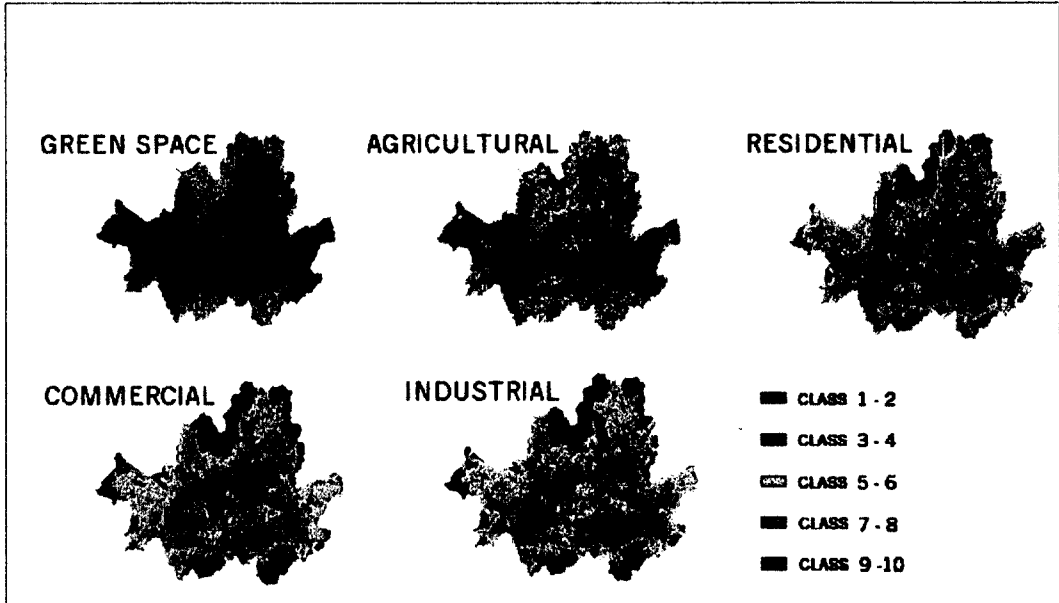 GREEN SPACE
AGRICULTURAL
RESIDENTIAL
COMMERCIAL
INDUSTRIAL
CLASS 1 - 2
CLASS 3 - 4
CLASS 5 - 6
CLASS 7 - 8
CLASS 9 - 10